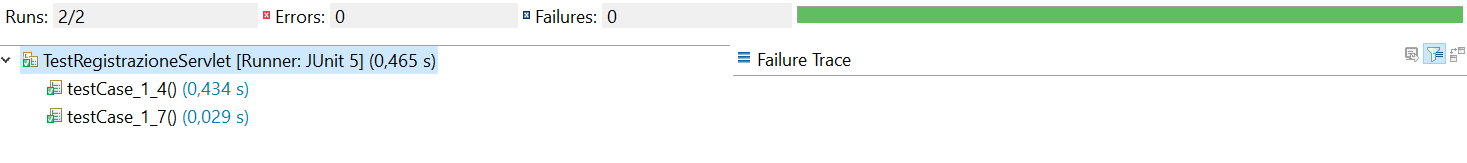 Runs: 2/2 Errors: 0 Failures: 0
TestRegistrazioneServlet [Runner: JUnit 5] (0,465 s)
testCase_1_4() (0,434 s)
testCase_1_7() (0,029 s)
Failure Trace